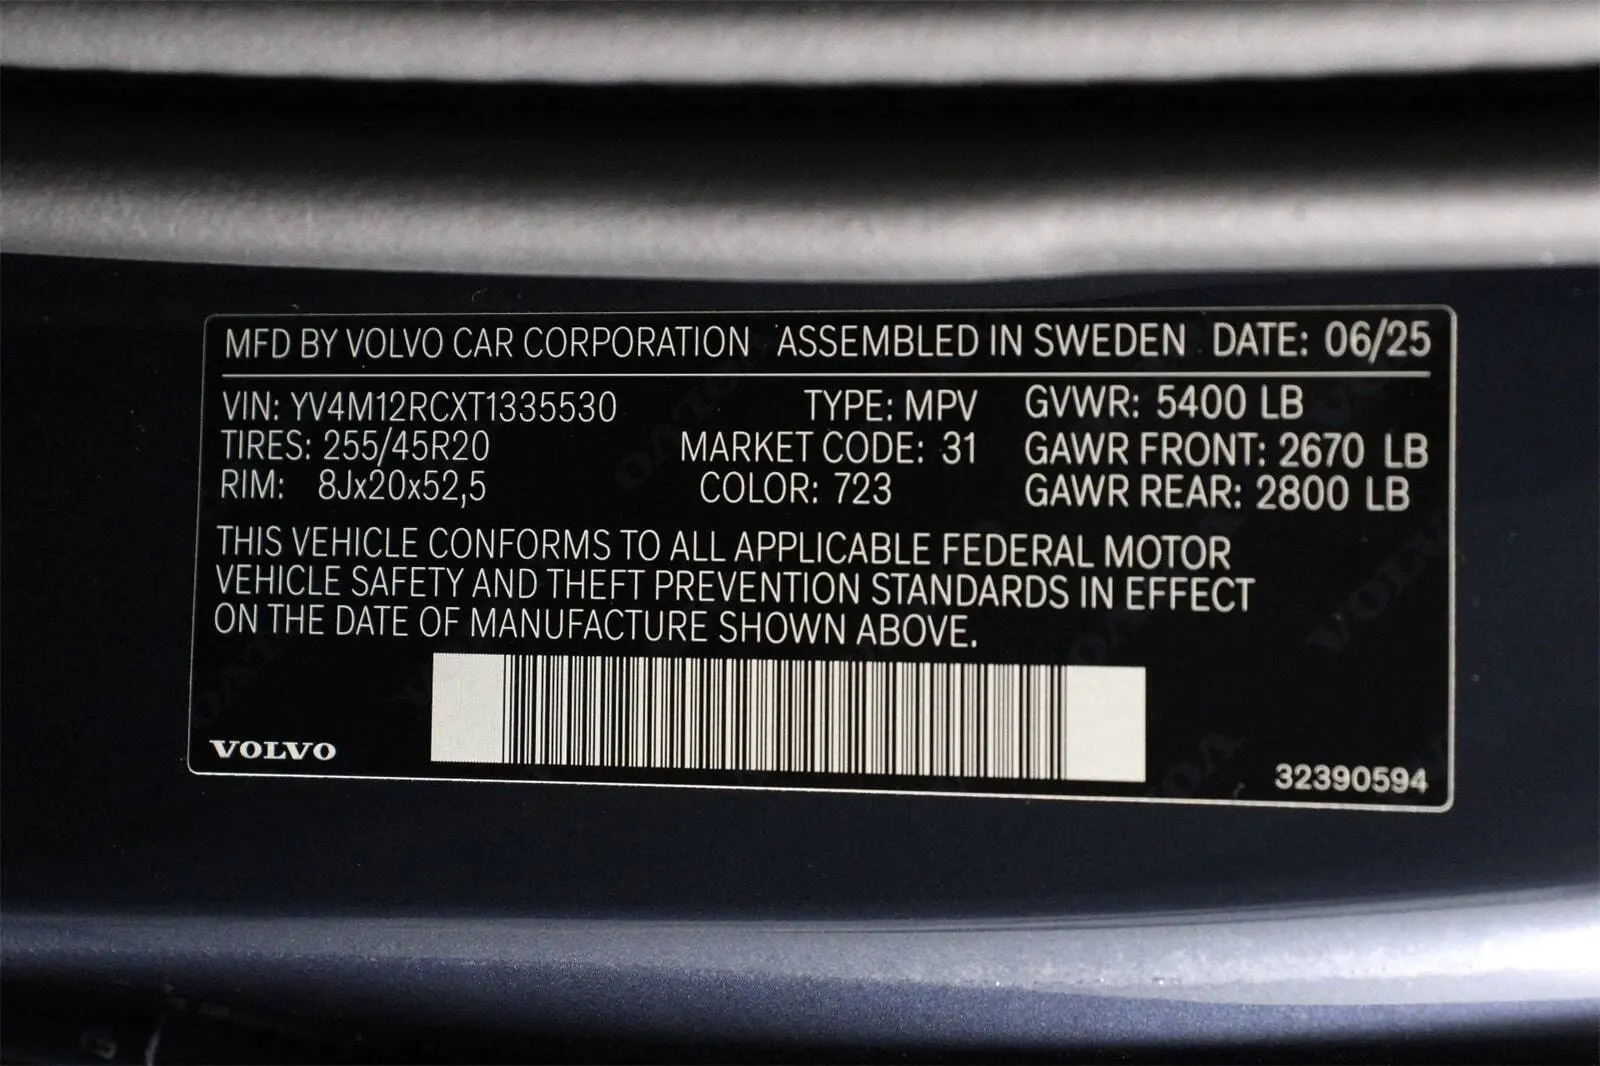 MFD BY VOLVO CAR CORPORATION ASSEMBLED IN SWEDEN DATE: 06/25
VIN: YV4M12RCXT1335530 TYPE: MPV GVWR: 5400 LB
TIRES: 255/45R20 MARKET CODE: 31 GAWR FRONT: 2670 LB
RIM: 8Jx20x52,5 COLOR: 723 GAWR REAR: 2800 LB
THIS VEHICLE CONFORMS TO ALL APPLICABLE FEDERAL MOTOR
VEHICLE SAFETY AND THEFT PREVENTION STANDARDS IN EFFECT
ON THE DATE OF MANUFACTURE SHOWN ABOVE.
VOLVO
32390594